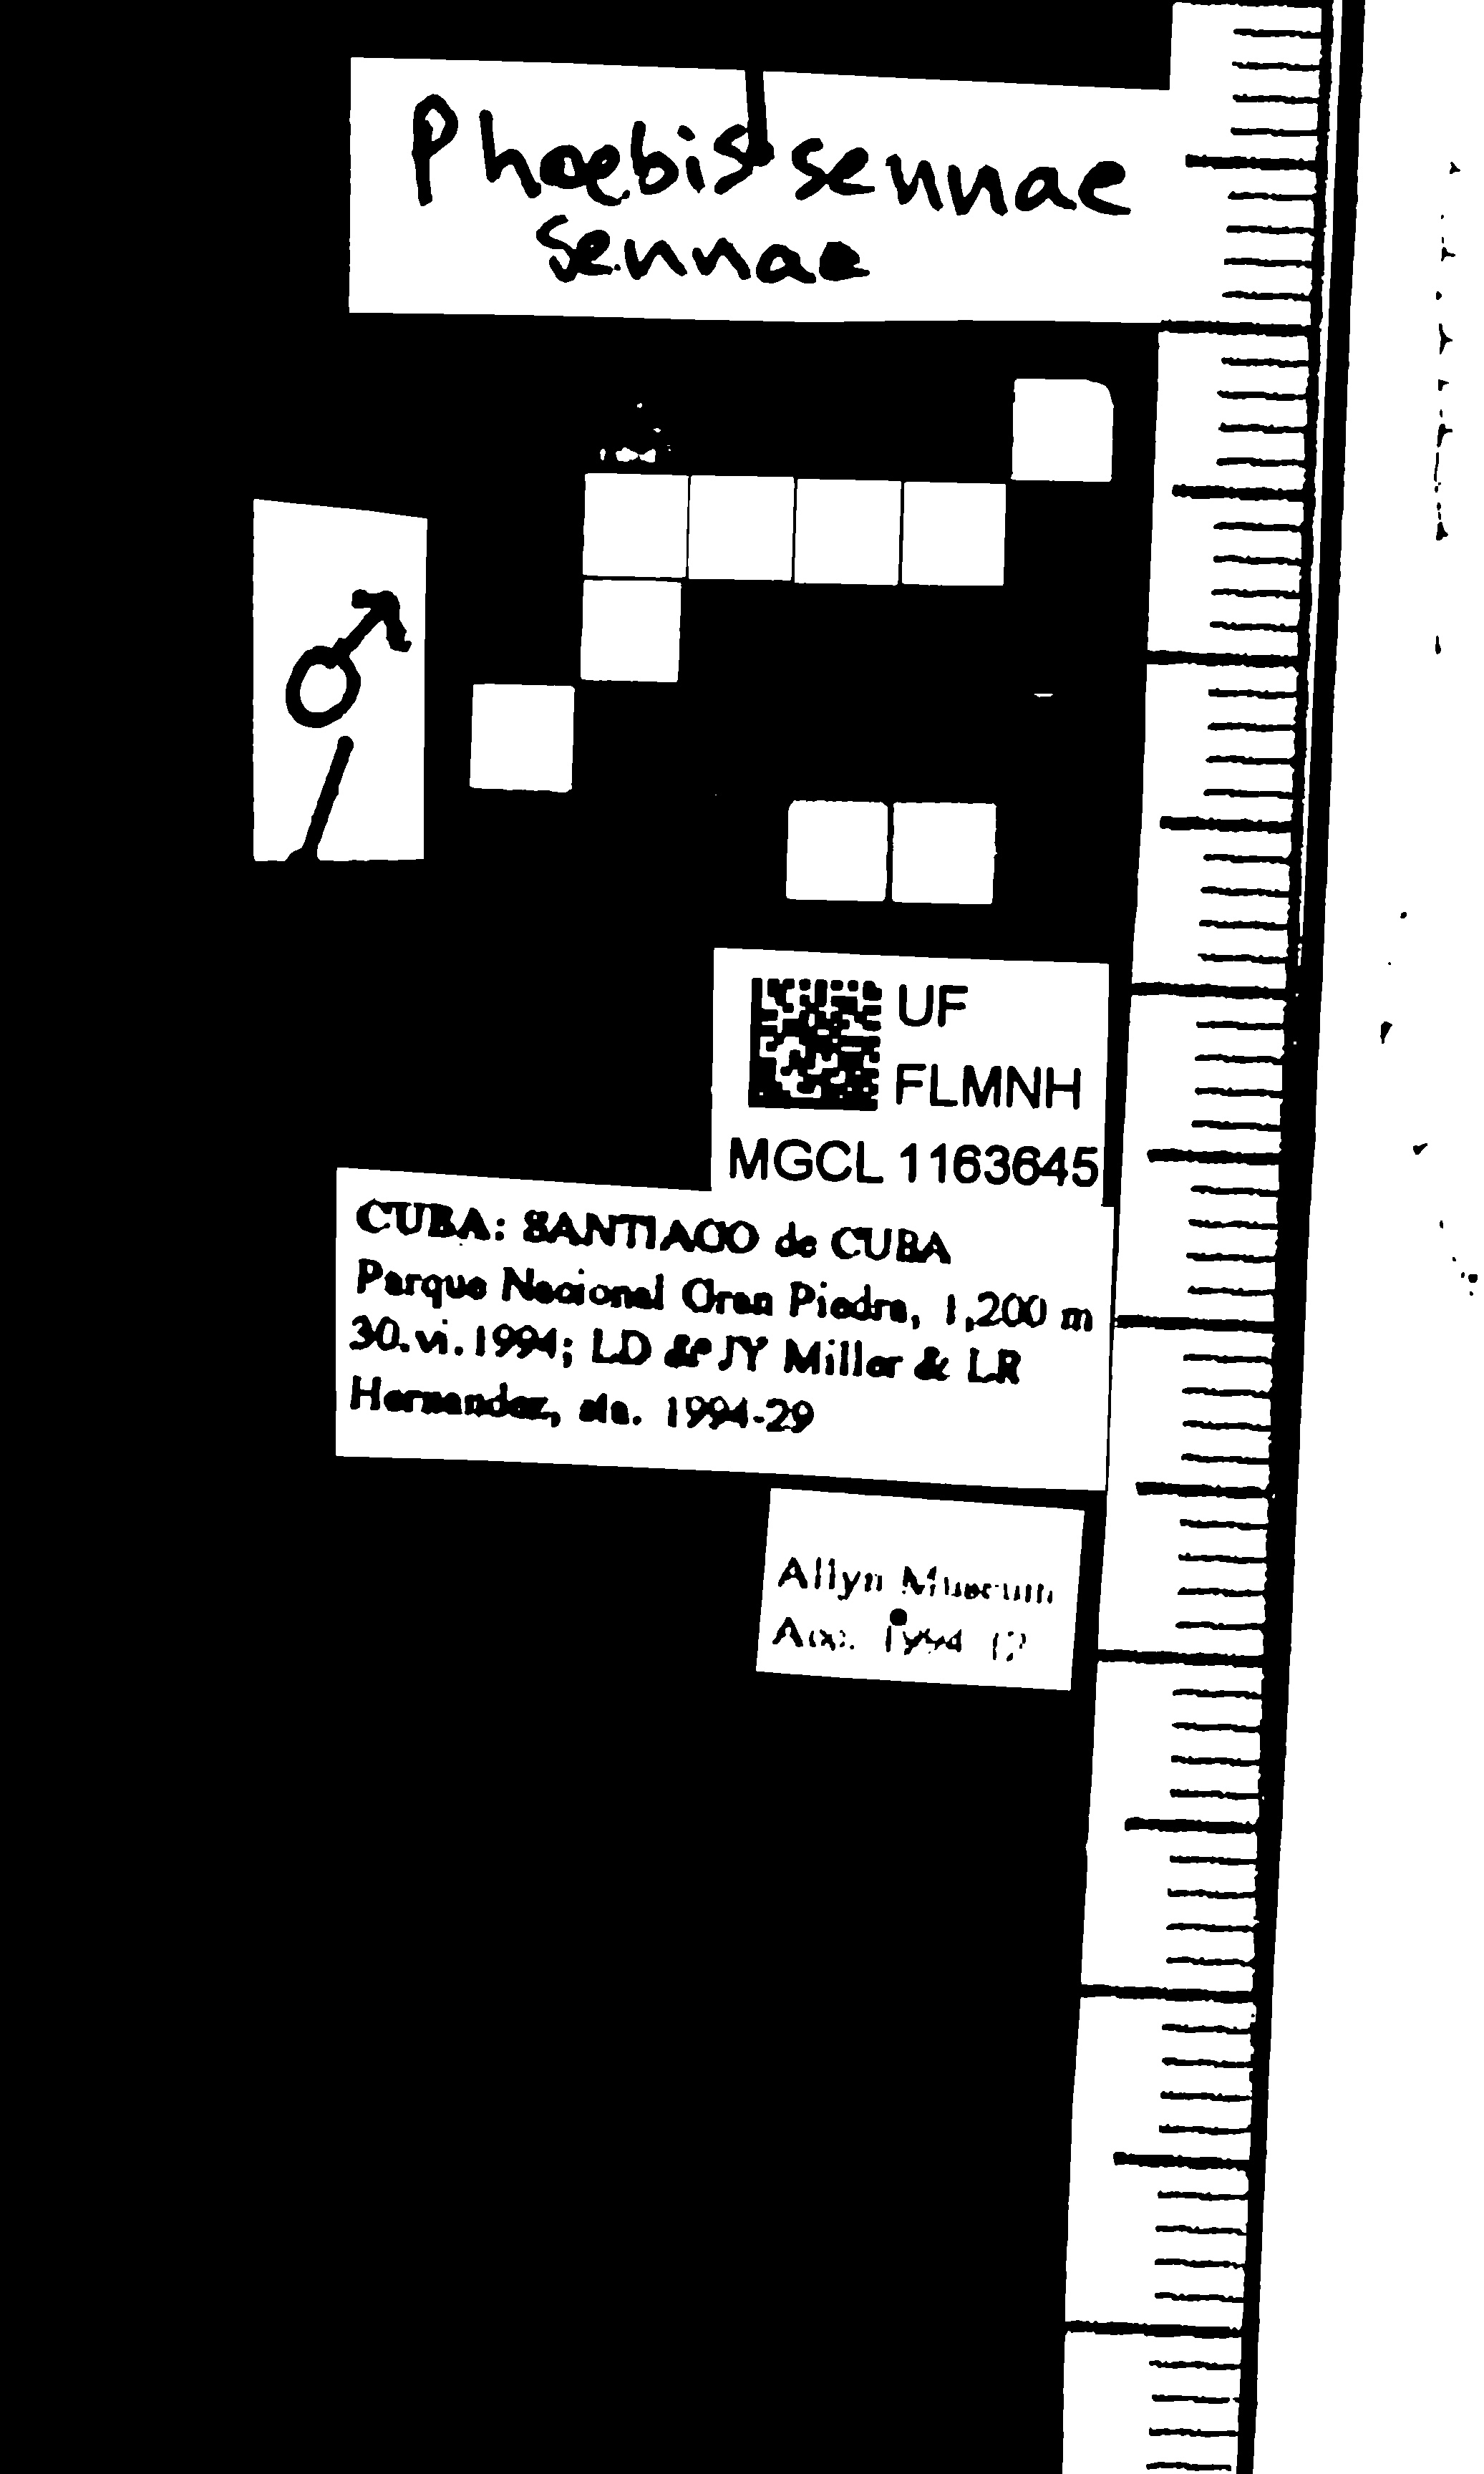 Phoebis sennae
sennae
♂
UF
FLMNH
MGCL 1163645
CUBA: SANTIAGO de CUBA
Parque Nacional Gran Piedra, 1,200 m
30.vi.1994; LD & JY Miller & LR
Hernandez, sta. 1994-29
Allyn Museum
Acc. 1994